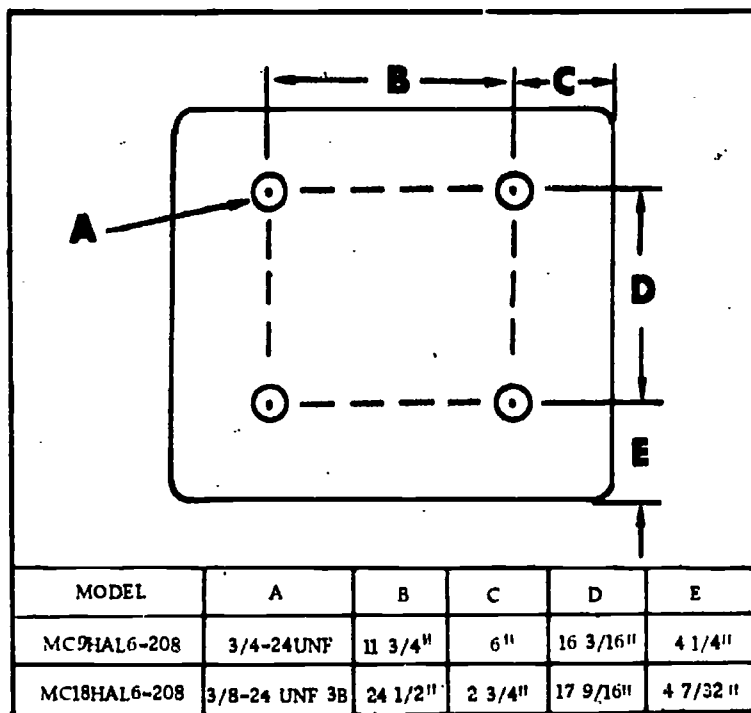 B C
A
D
E
MODEL A B C D E
MC9HAL6-208 3/4-24UNF 11 3/4" 6" 16 3/16" 4 1/4"
MC18HAL6-208 3/8-24 UNF 3B 24 1/2" 2 3/4" 17 9/16" 4 7/32"